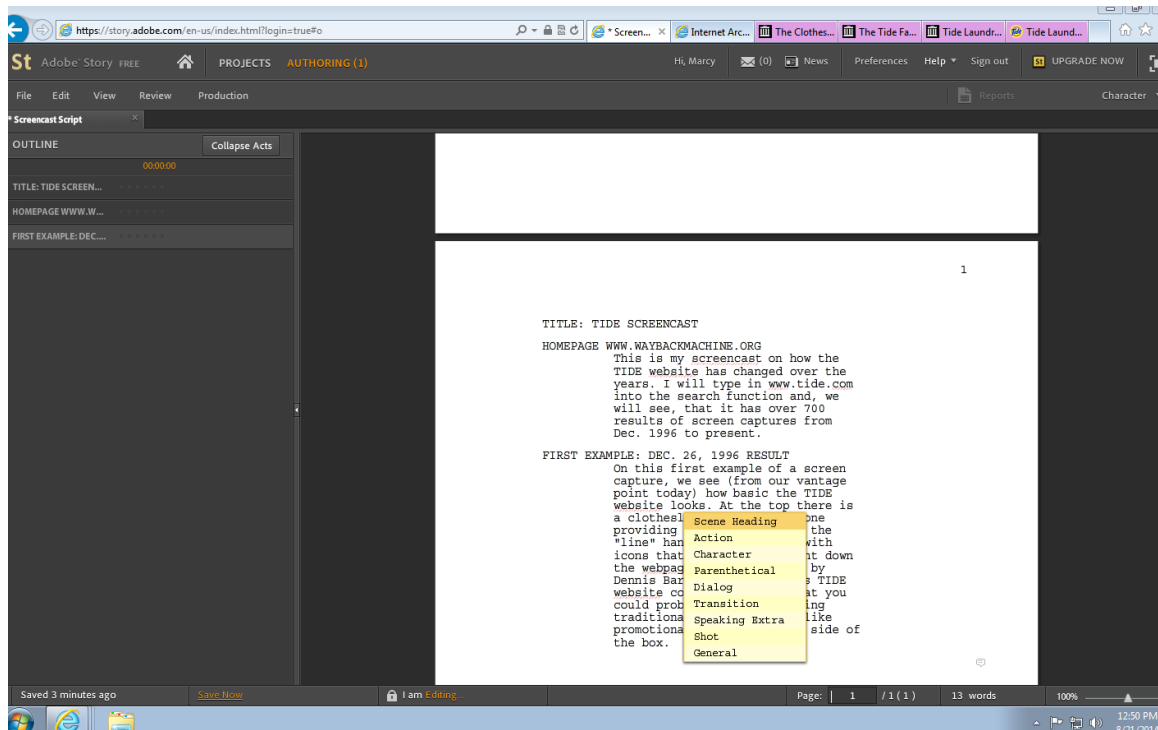 https://story.adobe.com/en-us/index.html?login=true#o
* Screen...
Internet Arc...
The Clothes...
The Tide Fa...
Tide Laundr...
Tide Laund...
St Adobe® Story FREE
PROJECTS
AUTHORING (1)
Hi, Marcy
(0)
News
Preferences
Help
Sign out
St UPGRADE NOW
File
Edit
View
Review
Production
Reports
Character
* Screencast Script
OUTLINE
Collapse Acts
00:00:00
TITLE: TIDE SCREEN...
HOMEPAGE WWW.W...
FIRST EXAMPLE: DEC....
1
TITLE: TIDE SCREENCAST
HOMEPAGE WWW.WAYBACKMACHINE.ORG
This is my screencast on how the
TIDE website has changed over the
years. I will type in www.tide.com
into the search function and, we
will see, that it has over 700
results of screen captures from
Dec. 1996 to present.
FIRST EXAMPLE: DEC. 26, 1996 RESULT
On this first example of a screen
capture, we see (from our vantage
point today) how basic the TIDE
website looks. At the top there is
a clothesl
providing the
"line" han with
icons that down
the webpag by
Dennis Bar TIDE
website co you
could prob
traditiona like
promotiona side of
the box.
Scene Heading
Action
Character
Parenthetical
Dialog
Transition
Speaking Extra
Shot
General
Saved 3 minutes ago
Save Now
I am Editing...
Page: 1 / 1 ( 1 )
13 words
100%
12:50 PM
8/21/201